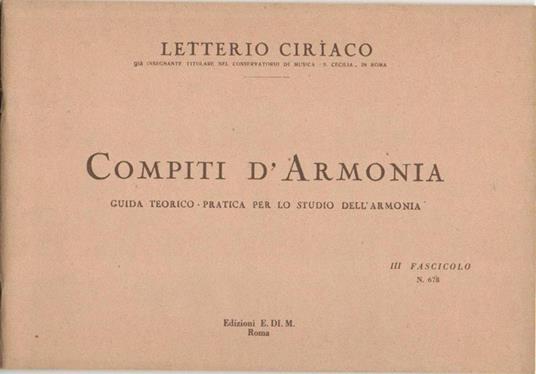 LETTERIO CIRÌACO
già INSEGNANTE TITOLARE NEL CONSERVATORIO DI MUSICA « S. CECILIA » IN ROMA
COMPITI D'ARMONIA
GUIDA TEORICO - PRATICA PER LO STUDIO DELL'ARMONIA
III FASCICOLO
N. 678
Edizioni E. DI. M.
Roma